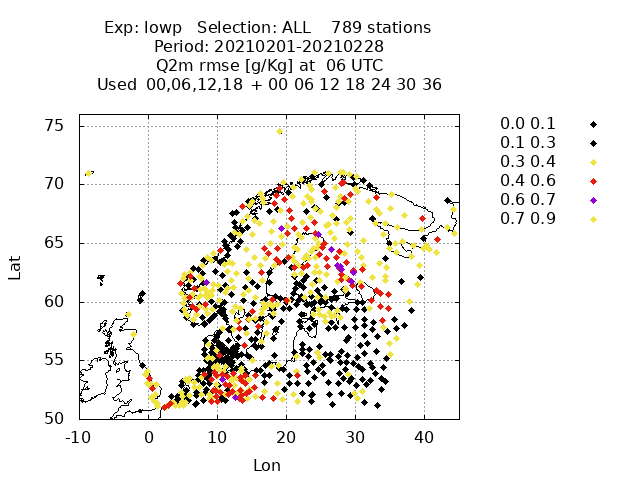 Exp: lowp   Selection: ALL    789 stations
Period: 20210201-20210228
Q2m rmse [g/Kg] at  06 UTC
Used  00,06,12,18 + 00 06 12 18 24 30 36
75
70
65
60
55
50
-10 0 10 20 30 40
Lat
Lon
0.0 0.1
0.1 0.3
0.3 0.4
0.4 0.6
0.6 0.7
0.7 0.9